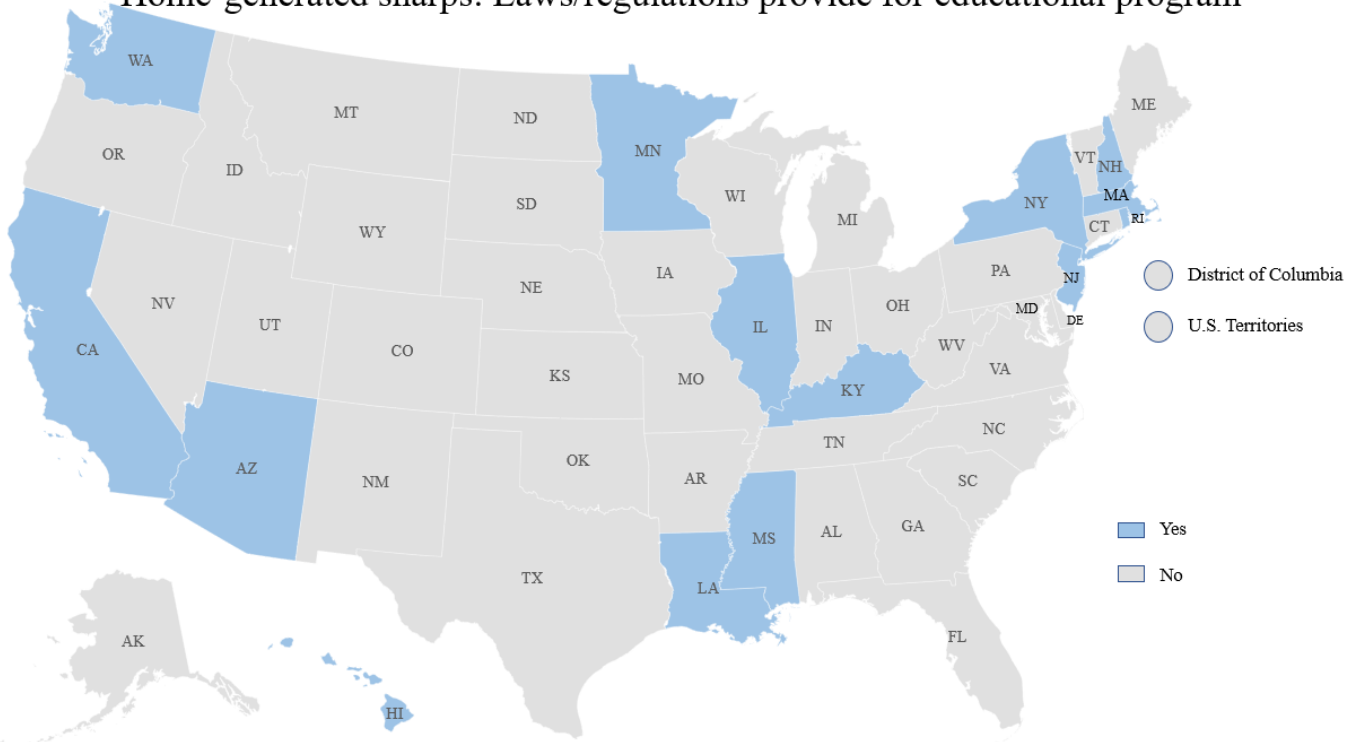 Home-generated sharps: Laws/regulations provide for educational program
WA
MT
ND
MN
ME
OR
ID
SD
WI
MI
VT
NH
NY
MA
CT
RI
WY
IA
NE
PA
NJ
NV
UT
CO
IL
IN
OH
MD
DE
District of Columbia
U.S. Territories
CA
KS
MO
KY
WV
VA
AZ
NM
OK
AR
TN
NC
SC
MS
AL
GA
TX
LA
Yes
No
AK
FL
HI